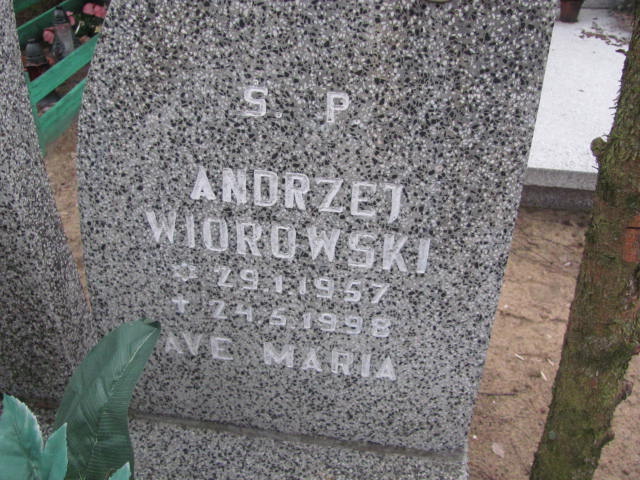 Ś. P.
ANDRZEJ
WIOROWSKI
☼ 29.1.1957
+ 24.5.1998
AVE MARIA